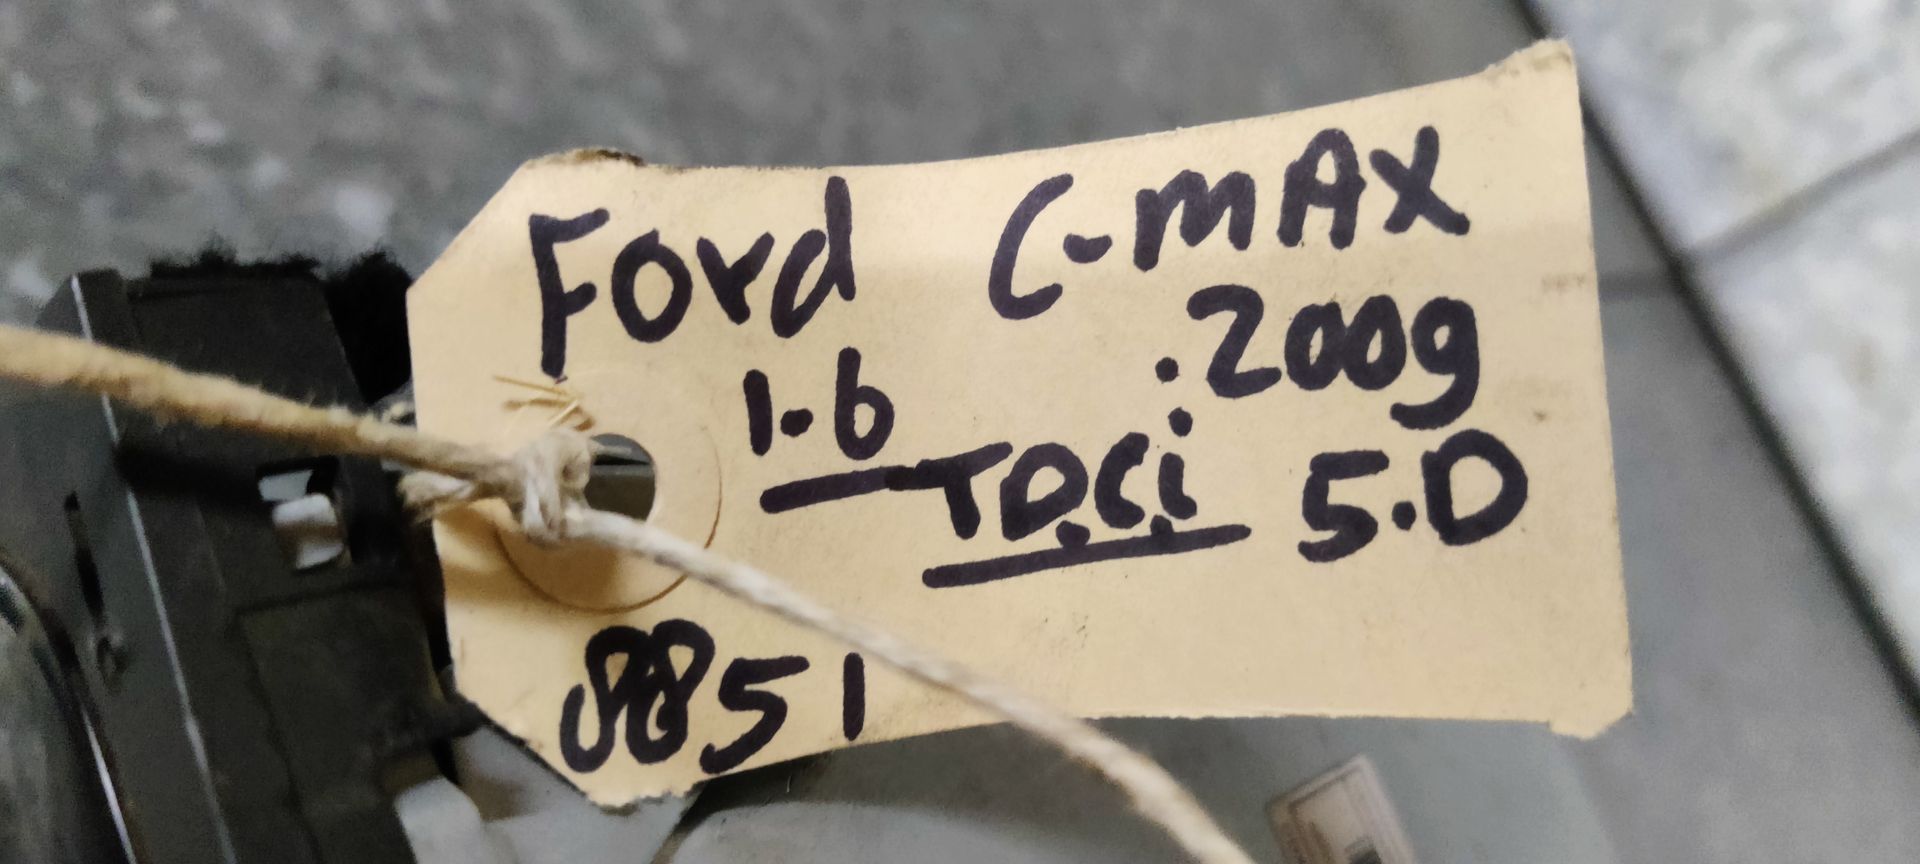 Ford C-MAX
1.6 .2009
TDCi 5.D
8851